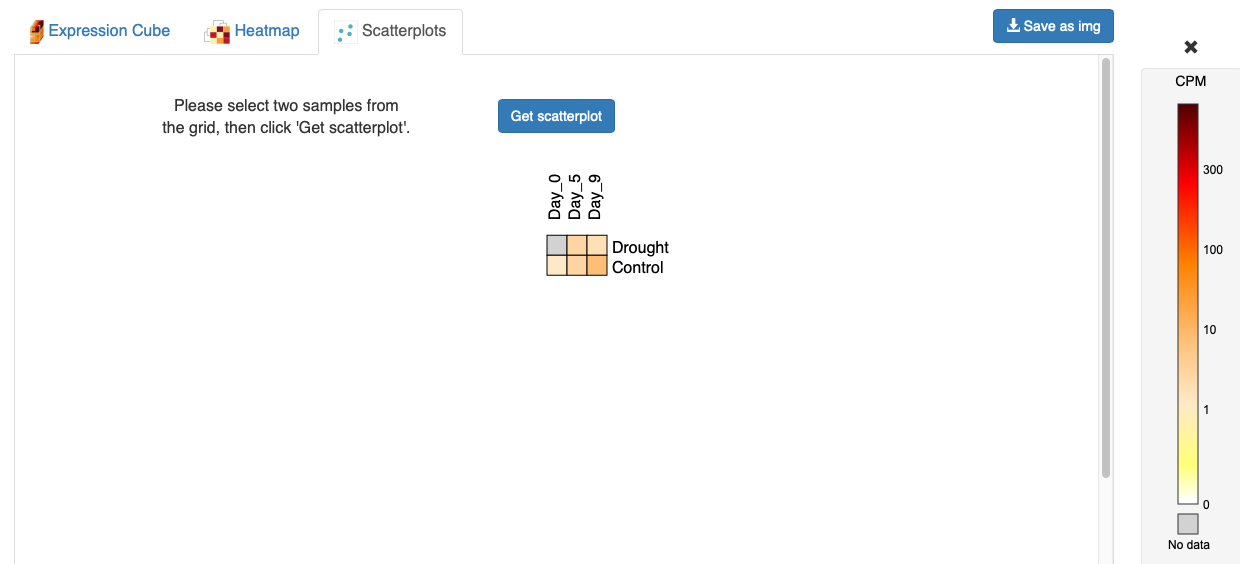 Expression Cube
Heatmap
Scatterplots
Save as img
Please select two samples from
the grid, then click 'Get scatterplot'.
Get scatterplot
Day_0
Day_5
Day_9
Drought
Control
CPM
300
100
10
1
0
No data